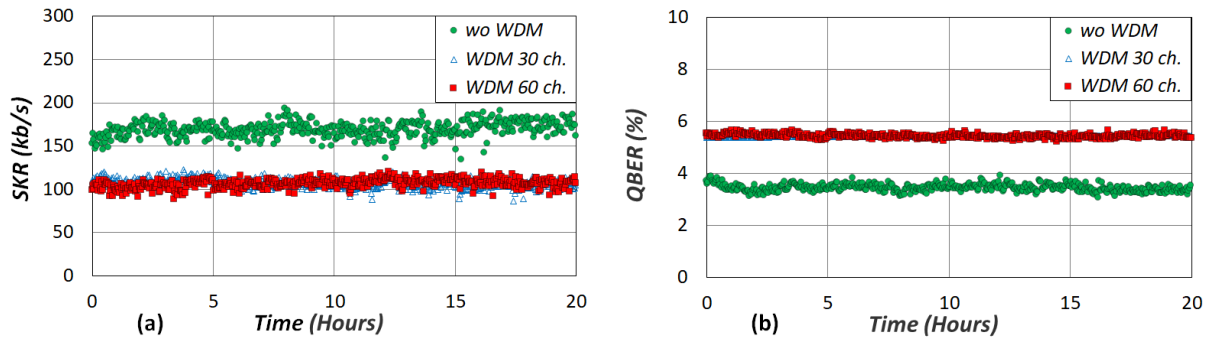 300
250
200
150
100
50
0
SKR (kb/s)
wo WDM
WDM 30 ch.
WDM 60 ch.
0 5 10 15 20
(a) Time (Hours)
10
8
6
4
2
0
QBER (%)
wo WDM
WDM 30 ch.
WDM 60 ch.
0 5 10 15 20
(b) Time (Hours)